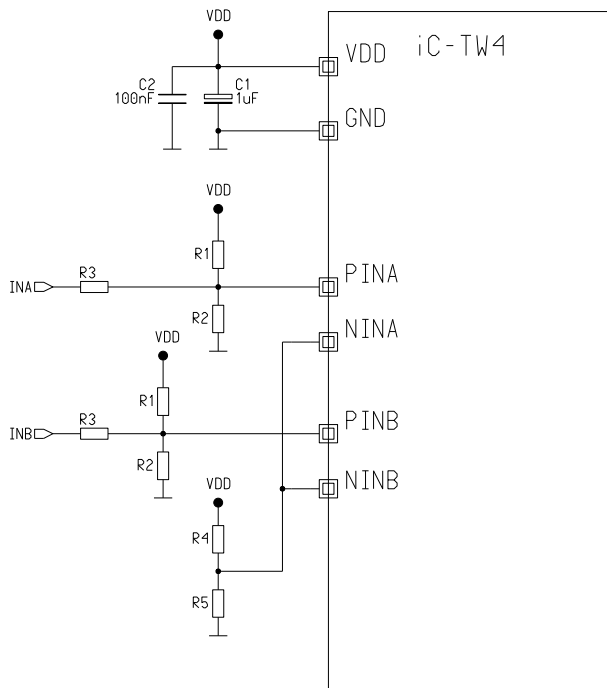 VDD
iC-TW4
VDD
C2
100nF
C1
1uF
GND
VDD
R1
PINA
R3
INA
R2
NINA
VDD
R1
R3
INB
PINB
R2
NINB
VDD
R4
R5